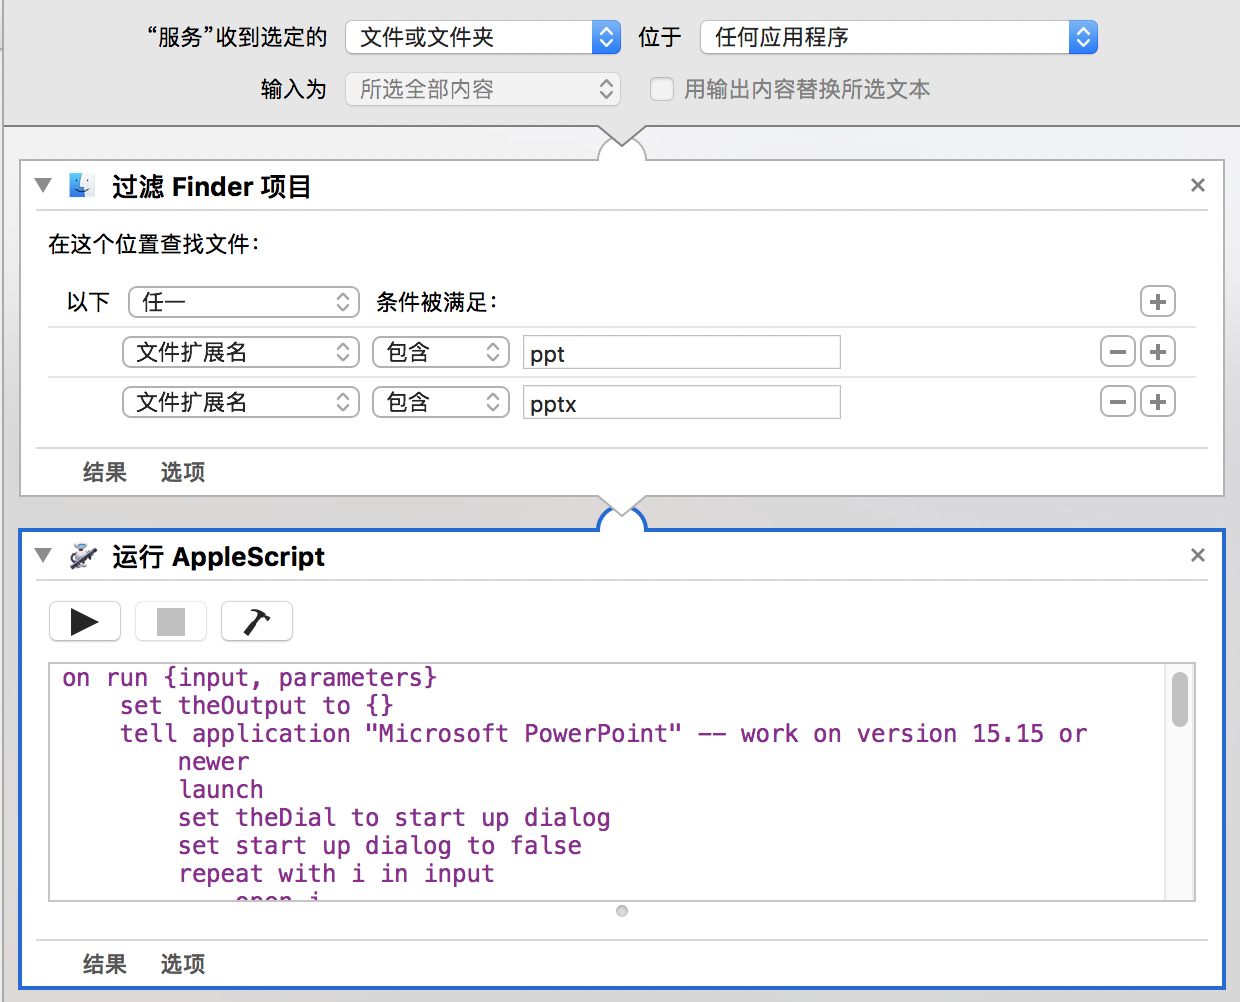 “服务”收到选定的 文件或文件夹 位于 任何应用程序
输入为 所选全部内容 用输出内容替换所选文本
过滤 Finder 项目
在这个位置查找文件：
以下 任一 条件被满足：
文件扩展名 包含 ppt
文件扩展名 包含 pptx
结果 选项
运行 AppleScript
on run {input, parameters}
set theOutput to {}
tell application "Microsoft PowerPoint" -- work on version 15.15 or
newer
launch
set theDial to start up dialog
set start up dialog to false
repeat with i in input
open i
结果 选项